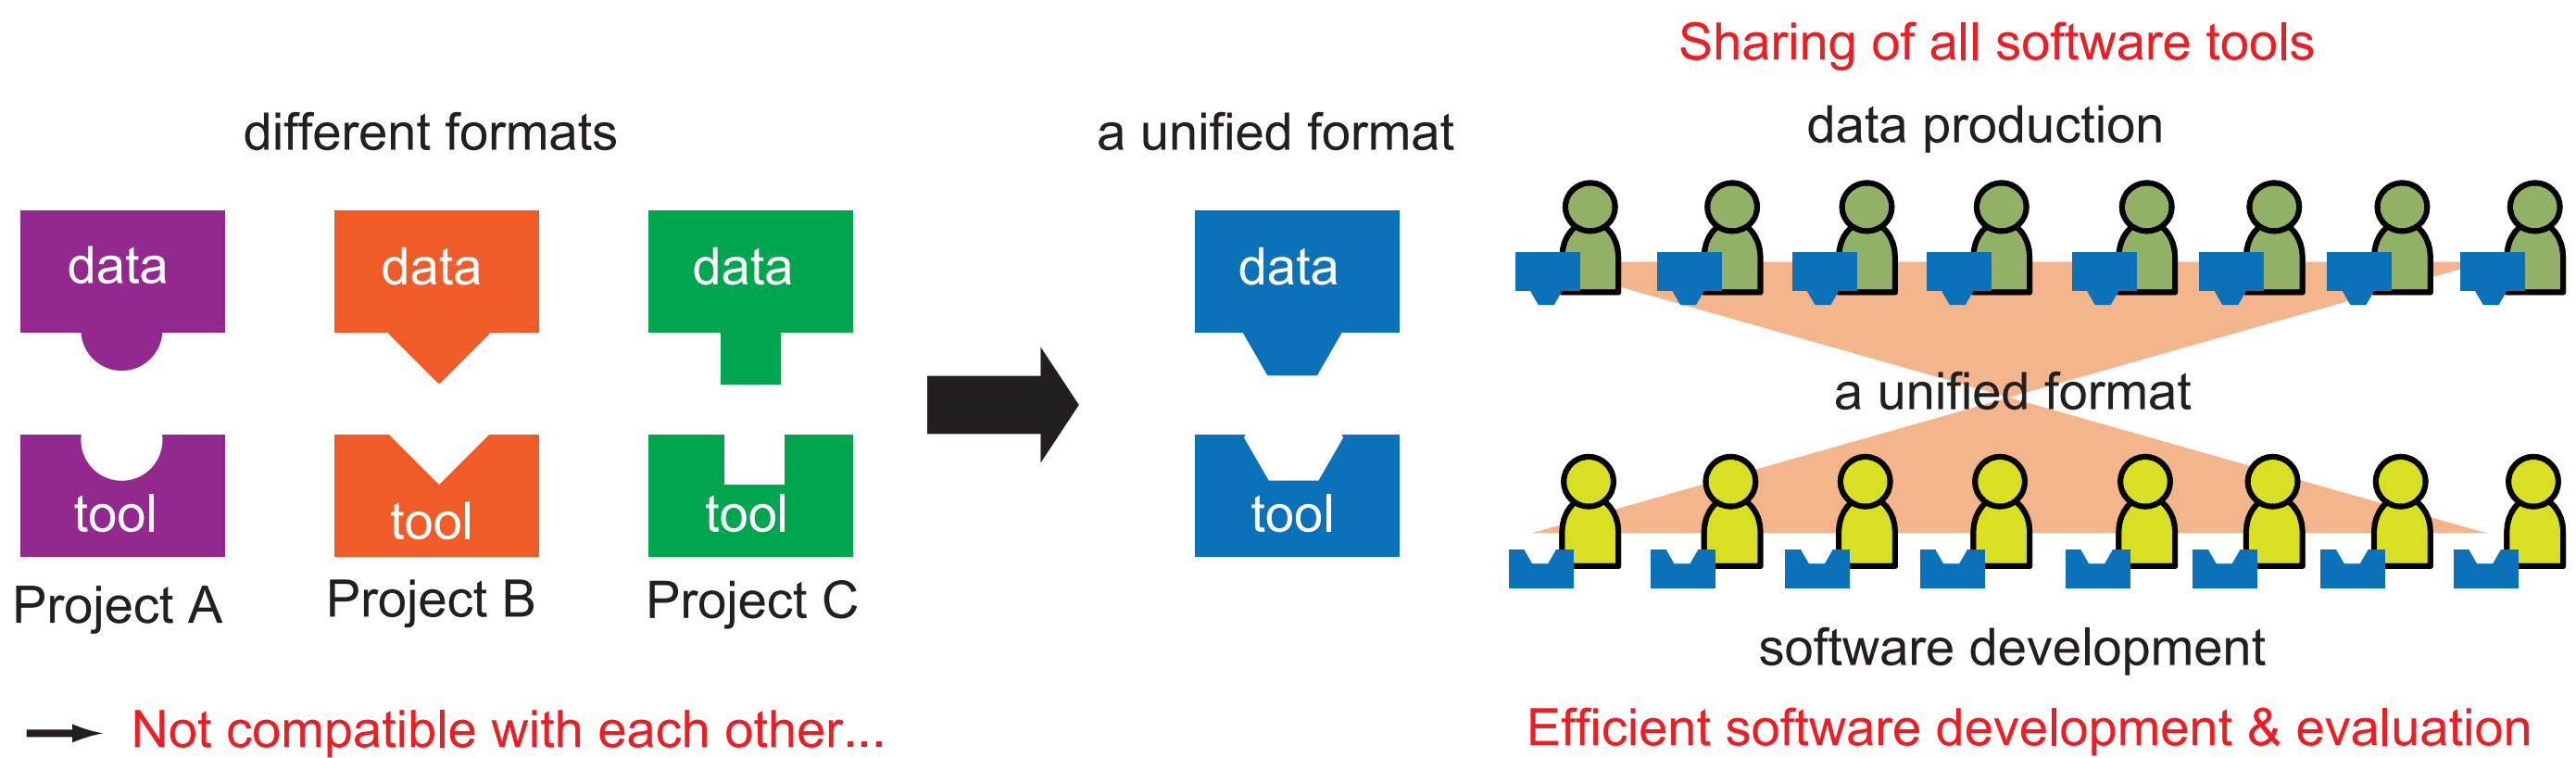 different formats
data
data
data
tool
tool
tool
Project A
Project B
Project C
Not compatible with each other...
a unified format
data
tool
Sharing of all software tools
data production
a unified format
software development
Efficient software development & evaluation